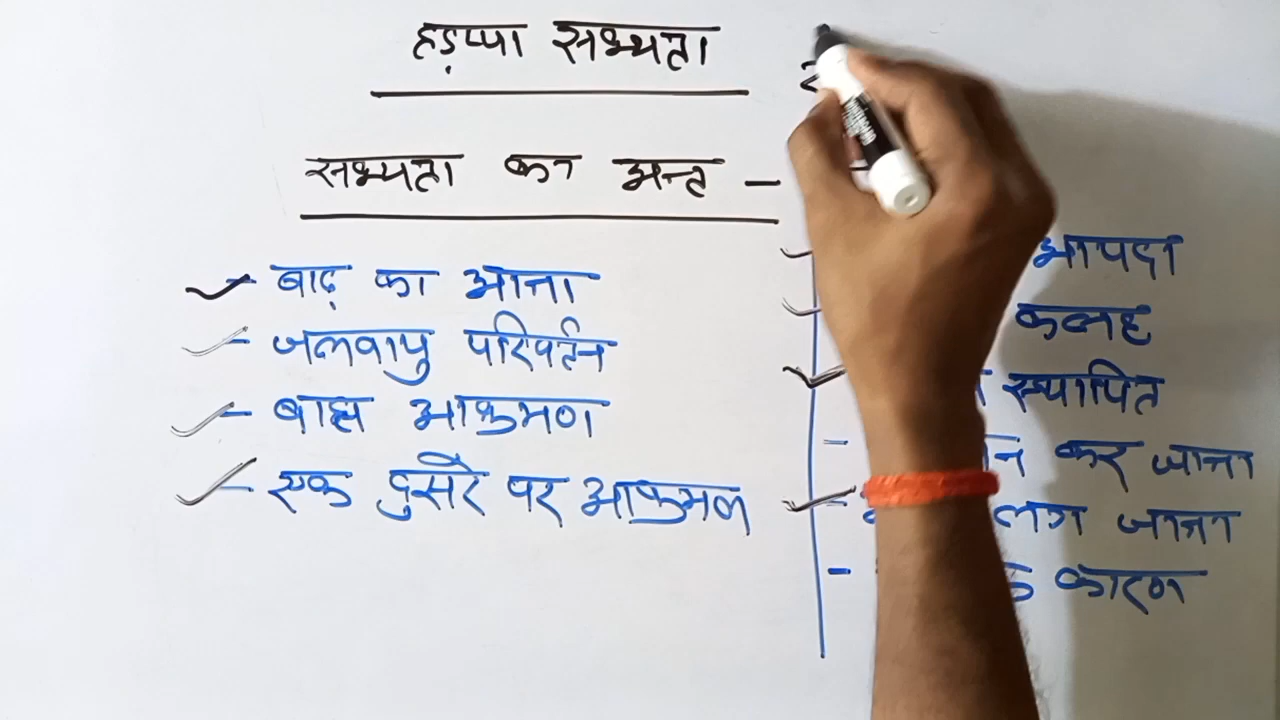 हड़प्पा सभ्यता
सभ्यता का अन्त -
- बाढ़ का आना
- जलवायु परिवर्तन
- बाह्म आक्रमण
- एक दुसरे पर आक्रमण
आपदा
कलह
स्थापित
कर जाना
लग जाना
कारण